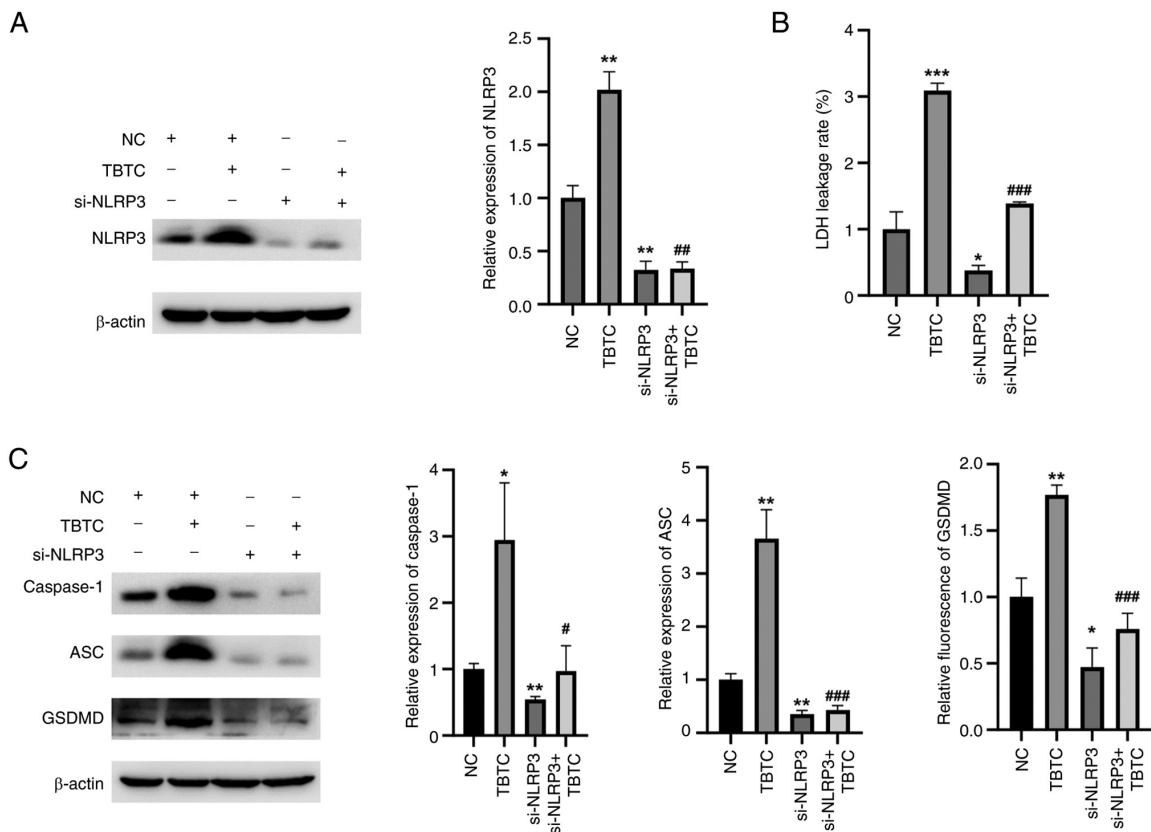 A
NC + + – –
TBTC – + – +
si-NLRP3 – – + +
NLRP3
β-actin
Relative expression of NLRP3
2.5
2.0
1.5
1.0
0.5
0.0
**
**
##
NC
TBTC
si-NLRP3
si-NLRP3+
TBTC
B
LDH leakage rate (%)
4
3
2
1
0
***
*
###
NC
TBTC
si-NLRP3
si-NLRP3+
TBTC
C
NC + + – –
TBTC – + – +
si-NLRP3 – – + +
Caspase-1
ASC
GSDMD
β-actin
Relative expression of caspase-1
4
3
2
1
0
*
**
#
NC
TBTC
si-NLRP3
si-NLRP3+
TBTC
Relative expression of ASC
5
4
3
2
1
0
**
**
###
NC
TBTC
si-NLRP3
si-NLRP3+
TBTC
Relative fluorescence of GSDMD
2.0
1.5
1.0
0.5
0.0
**
*
###
NC
TBTC
si-NLRP3
si-NLRP3+
TBTC